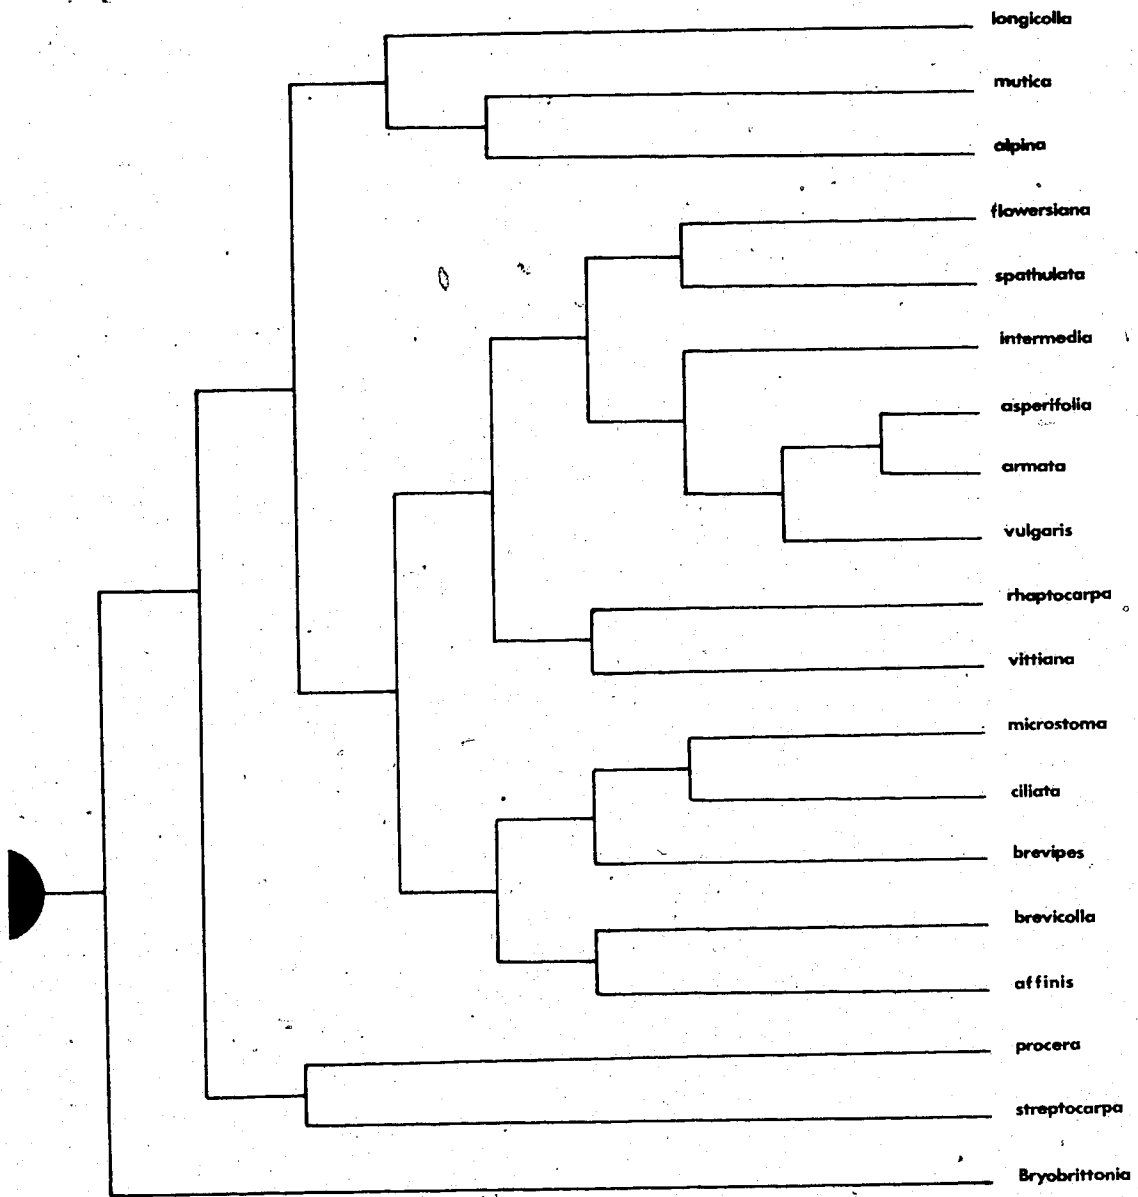 longicolla
mutica
alpina
flowersiana
spathulata
intermedia
asperifolia
armata
vulgaris
rhaptocarpa
vittiana
microstoma
ciliata
brevipes
brevicolla
affinis
procera
streptocarpa
Bryobrittonia